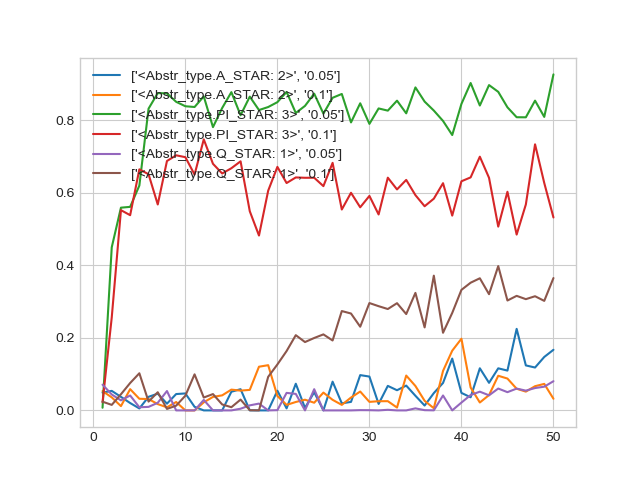 ['<Abstr_type.A_STAR: 2>', '0.05']
['<Abstr_type.A_STAR: 2>', '0.1']
['<Abstr_type.PI_STAR: 3>', '0.05']
['<Abstr_type.PI_STAR: 3>', '0.1']
['<Abstr_type.Q_STAR: 1>', '0.05']
['<Abstr_type.Q_STAR: 1>', '0.1']
0.8
0.6
0.4
0.2
0.0
0 10 20 30 40 50